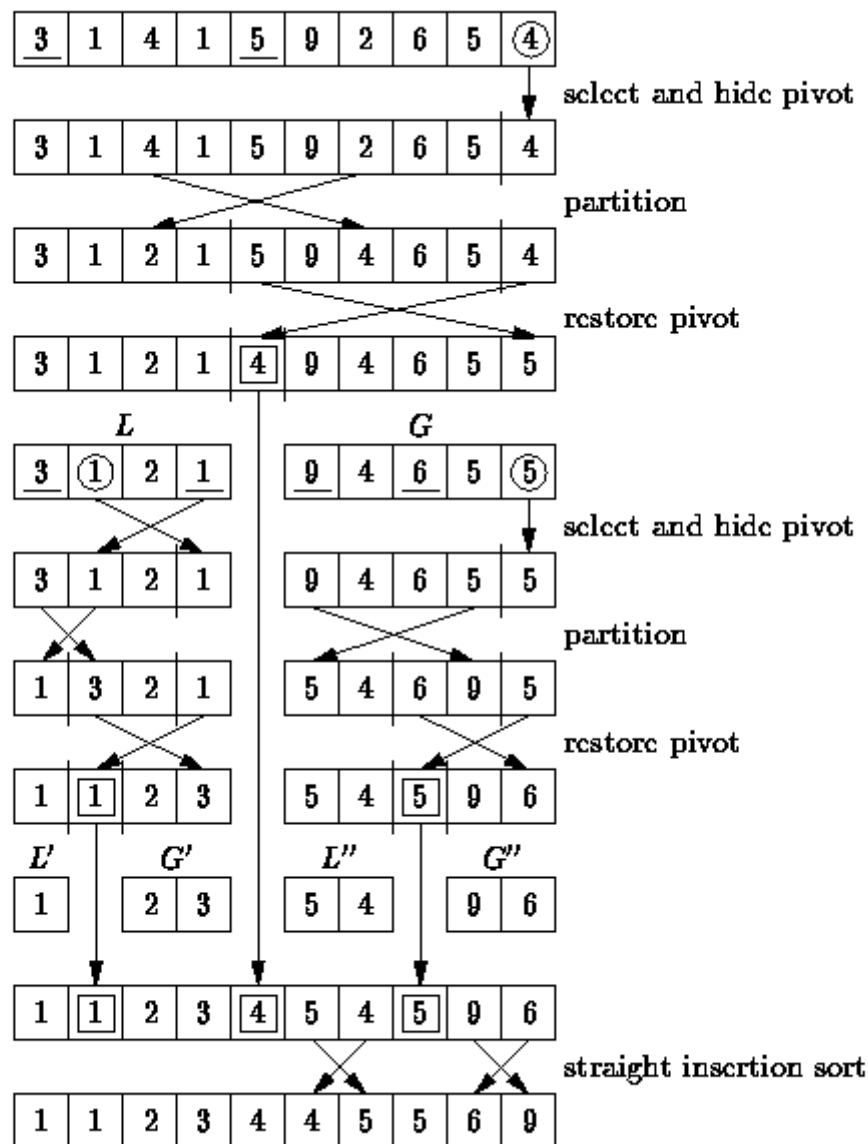 3 1 4 1 5 9 2 6 5 4
select and hide pivot
3 1 4 1 5 9 2 6 5 4
partition
3 1 2 1 5 9 4 6 5 4
restore pivot
3 1 2 1 4 9 4 6 5 5
L G
3 1 2 1 9 4 6 5 5
select and hide pivot
3 1 2 1 9 4 6 5 5
partition
1 3 2 1 5 4 6 9 5
restore pivot
1 1 2 3 5 4 5 9 6
L' G' L'' G''
1 2 3 5 4 9 6
1 1 2 3 4 5 4 5 9 6
straight insertion sort
1 1 2 3 4 4 5 5 6 9